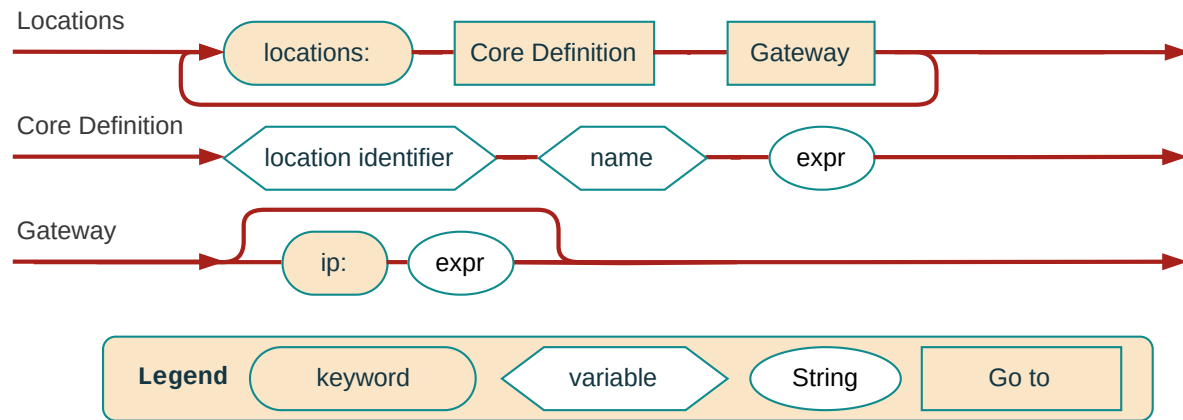 Locations
locations: Core Definition Gateway
Core Definition
location identifier name expr
Gateway
ip: expr
Legend keyword variable String Go to